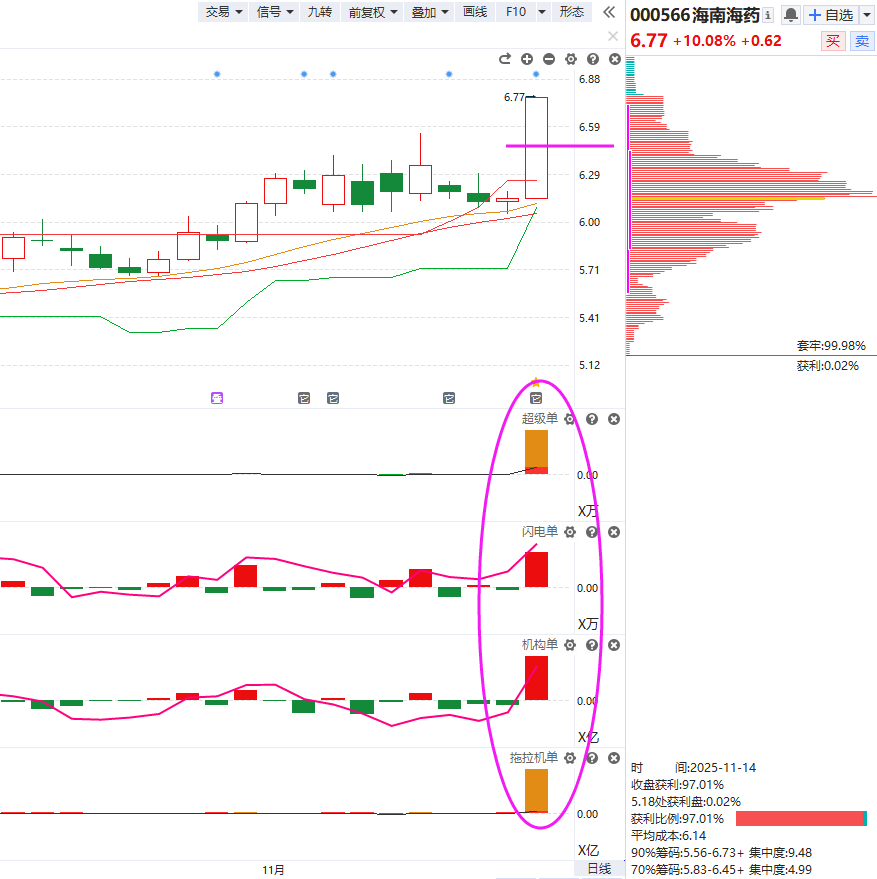 交易 信号 九转 前复权 叠加 画线 F10 形态
000566海南海药
自选
6.77 +10.08% +0.62
买 卖
6.88
6.77
6.59
6.29
6.00
5.71
5.41
5.12
套牢:99.98%
获利:0.02%
超级单
0.00
X万
闪电单
0.00
X万
机构单
0.00
X亿
拖拉机单
0.00
X亿
11月
日线
时 间:2025-11-14
收盘获利:97.01%
5.18处获利盘:0.02%
获利比例:97.01%
平均成本:6.14
90%筹码:5.56-6.73+ 集中度:9.48
70%筹码:5.83-6.45+ 集中度:4.99